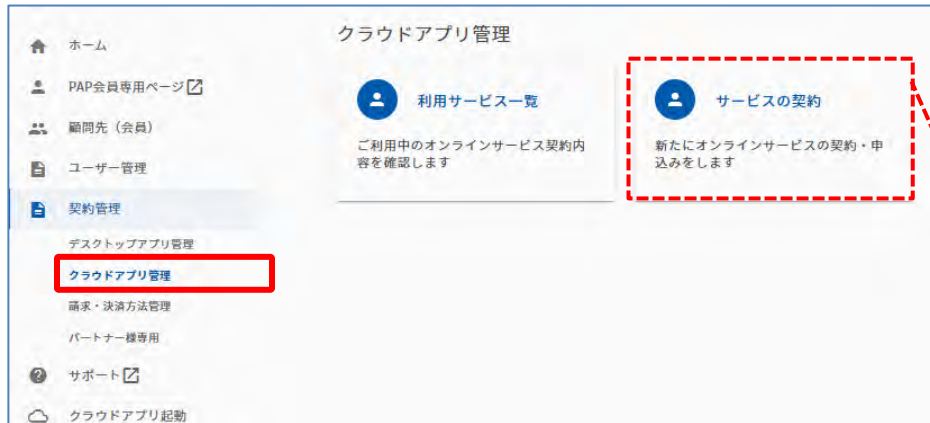 ホーム
PAP会員専用ページ
顧問先（会員）
ユーザー管理
契約管理
デスクトップアプリ管理
クラウドアプリ管理
請求・決済方法管理
パートナー様専用
サポート
クラウドアプリ起動
クラウドアプリ管理
利用サービス一覧
ご利用中のオンラインサービス契約内
容を確認します
サービスの契約
新たにオンラインサービスの契約・申
込みをします